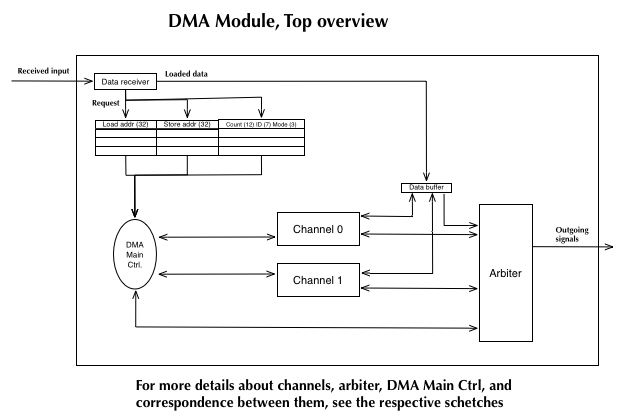 DMA Module, Top overview
Received input
Data receiver
Loaded data
Request
Load addr (32)
Store addr (32)
Count (12) ID (7) Mode (3)
Data buffer
DMA
Main
Ctrl.
Channel 0
Channel 1
Arbiter
Outgoing
signals
For more details about channels, arbiter, DMA Main Ctrl, and
correspondence between them, see the respective schetches